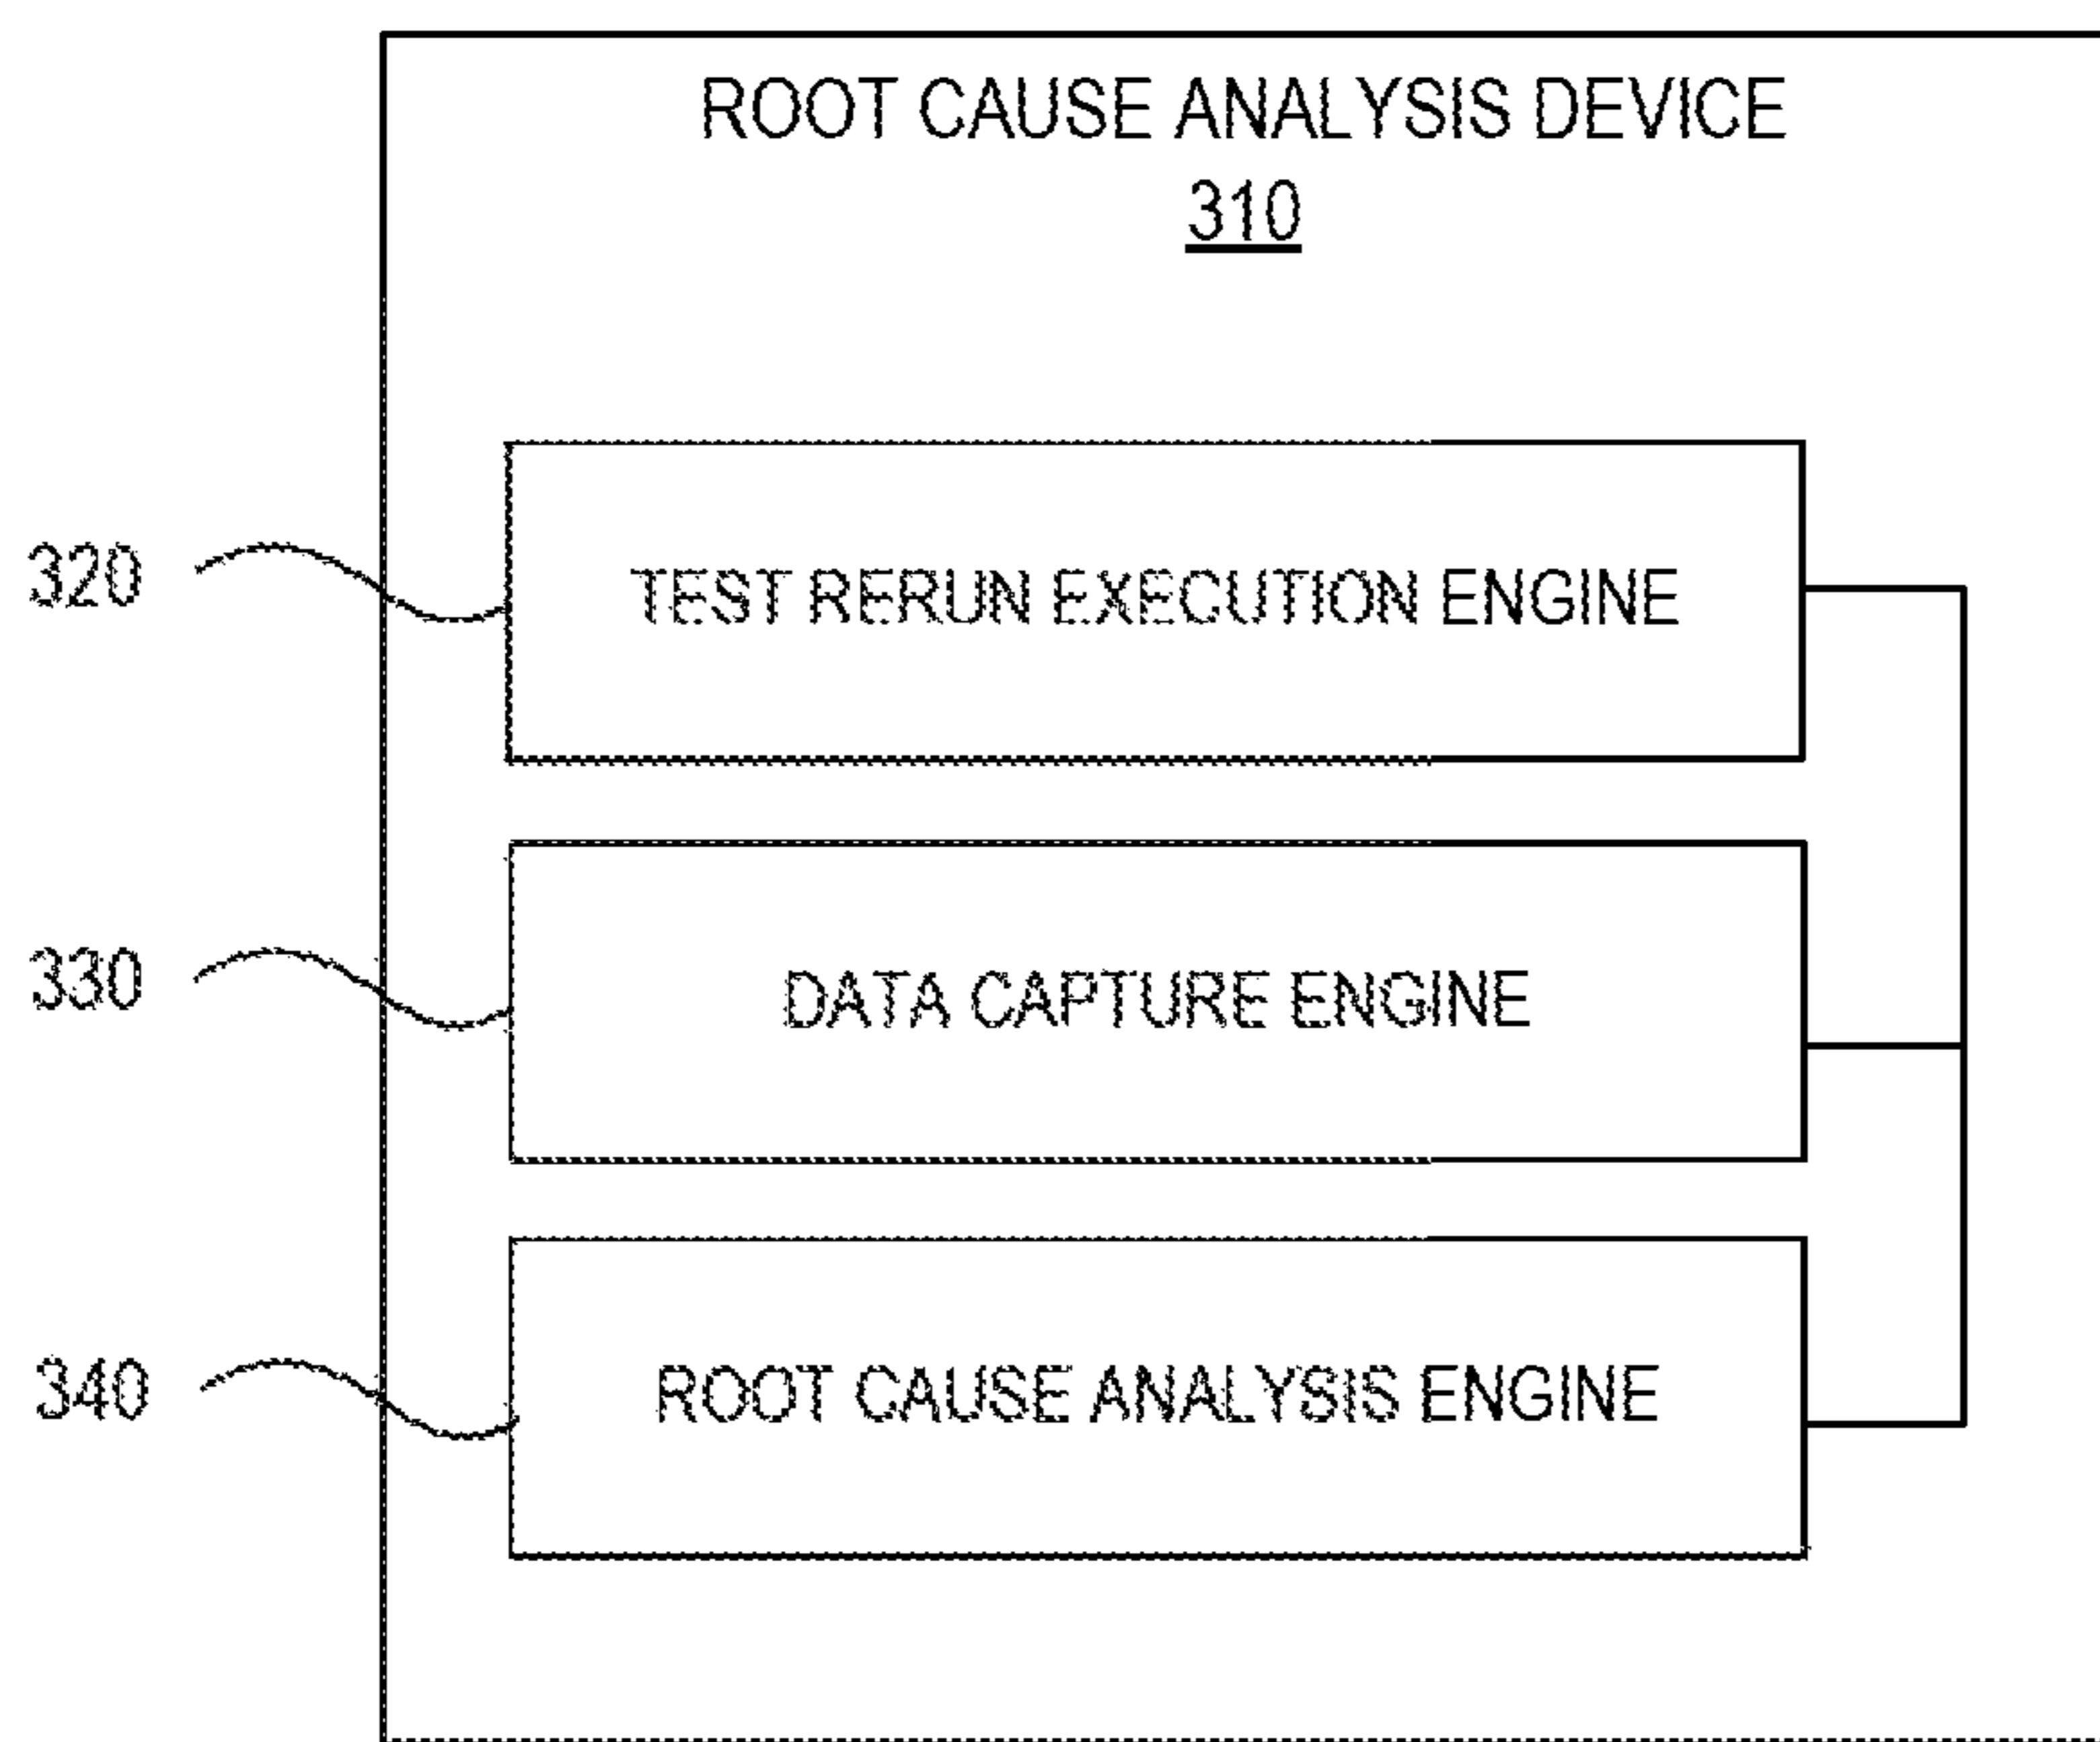 ROOT CAUSE ANALYSIS DEVICE
310
320
TEST RERUN EXECUTION ENGINE
330
DATA CAPTURE ENGINE
340
ROOT CAUSE ANALYSIS ENGINE